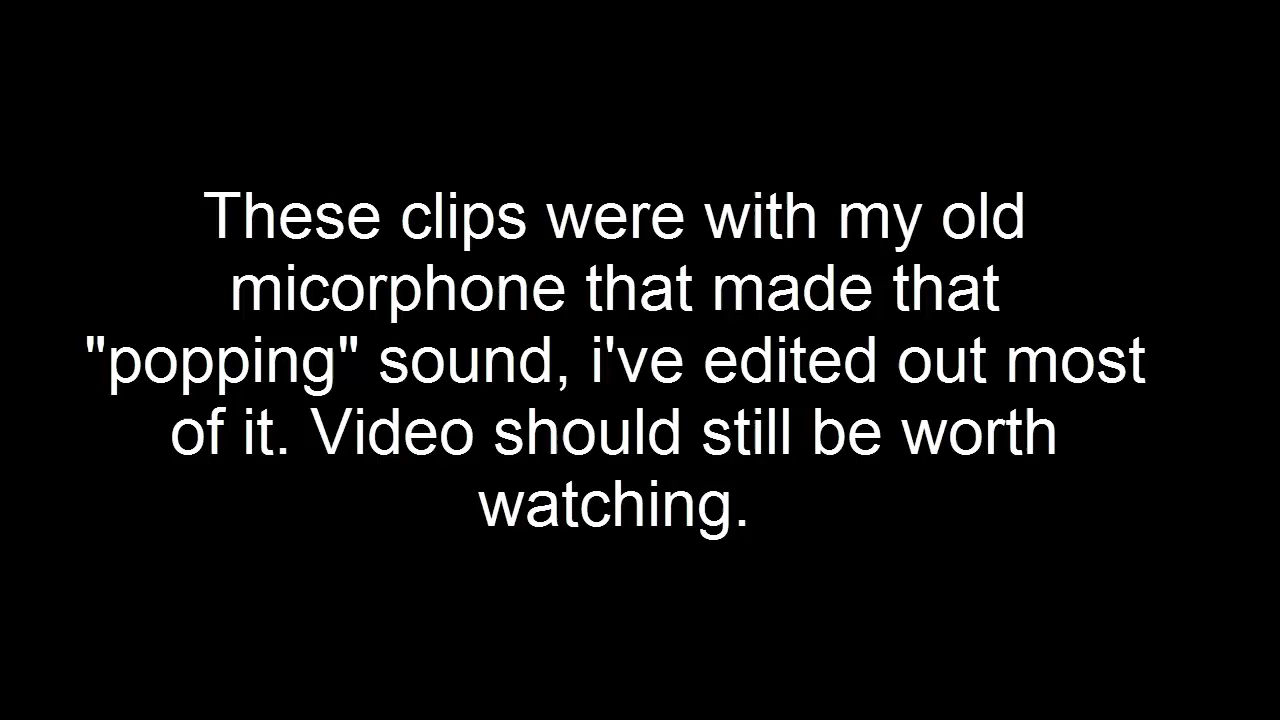 These clips were with my old
micorphone that made that
"popping" sound, i've edited out most
of it. Video should still be worth
watching.